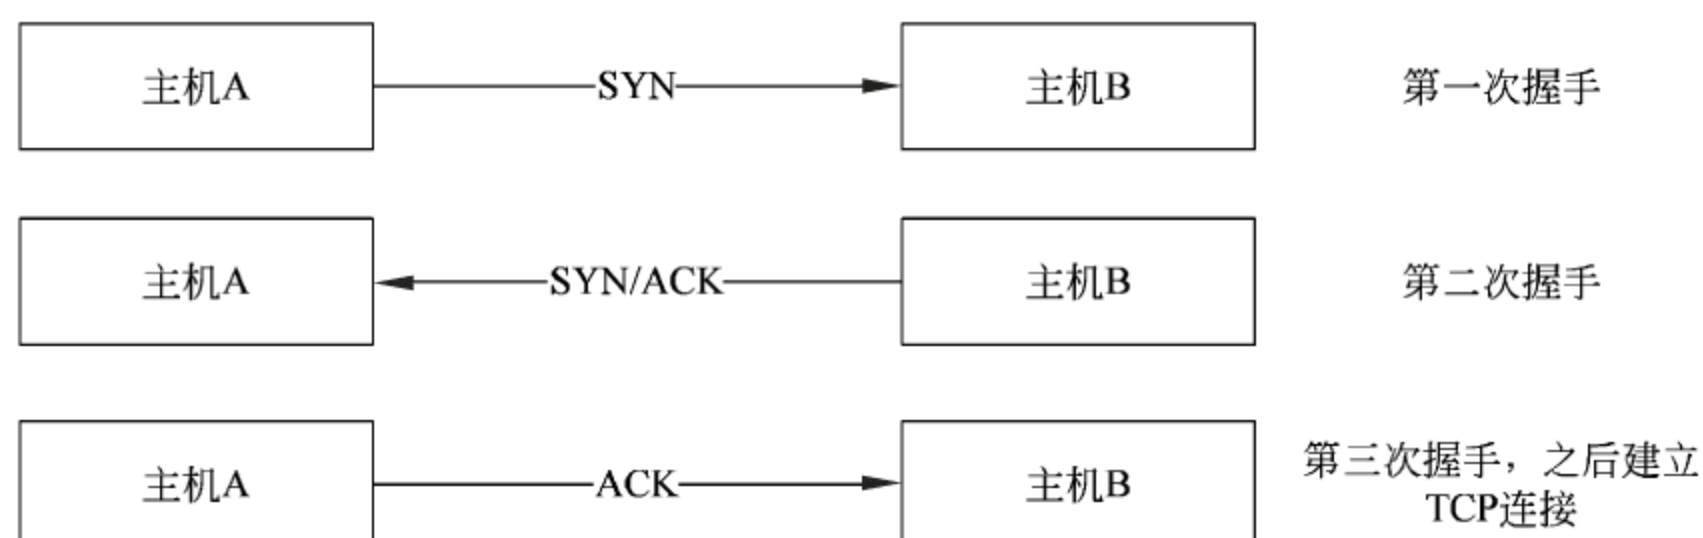 主机A SYN 主机B 第一次握手
主机A SYN/ACK 主机B 第二次握手
主机A ACK 主机B 第三次握手，之后建立
TCP连接